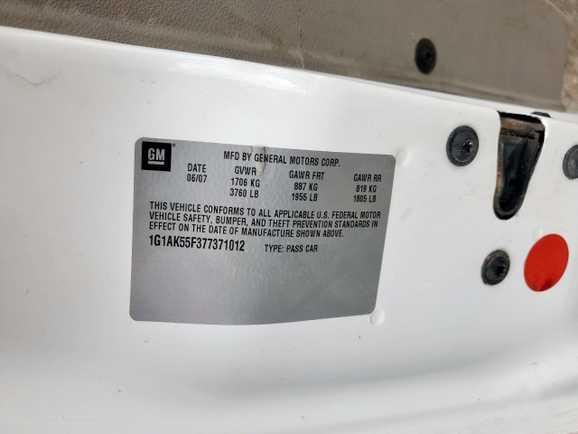 GM
MFD BY GENERAL MOTORS CORP.
DATE GVWR GAWR FRT GAWR RR
06/07 1706 KG 887 KG 819 KG
3760 LB 1955 LB 1805 LB
THIS VEHICLE CONFORMS TO ALL APPLICABLE U.S. FEDERAL MOTOR
VEHICLE SAFETY, BUMPER, AND THEFT PREVENTION STANDARDS IN
EFFECT ON THE DATE OF MANUFACTURE SHOWN ABOVE.
1G1AK55F377371012 TYPE: PASS CAR